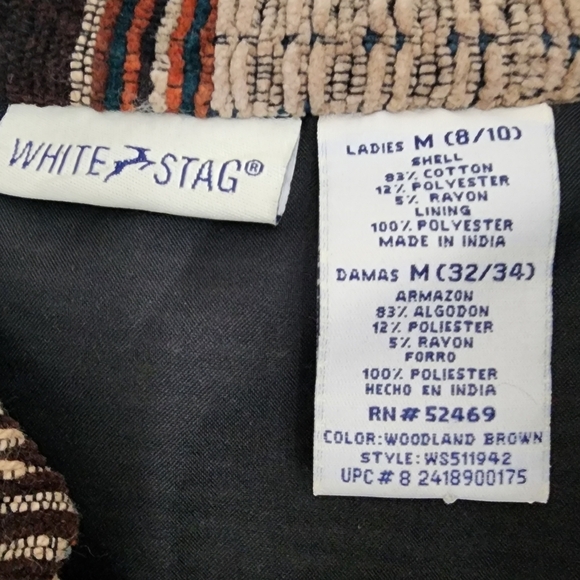 WHITE STAG®
LADIES M (8/10)
SHELL
83% COTTON
12% POLYESTER
5% RAYON
LINING
100% POLYESTER
MADE IN INDIA
DAMAS M (32/34)
ARMAZON
83% ALGODON
12% POLIESTER
5% RAYON
FORRO
100% POLIESTER
HECHO EN INDIA
RN# 52469
COLOR:WOODLAND BROWN
STYLE: WS511942
UPC # 8 2418900175